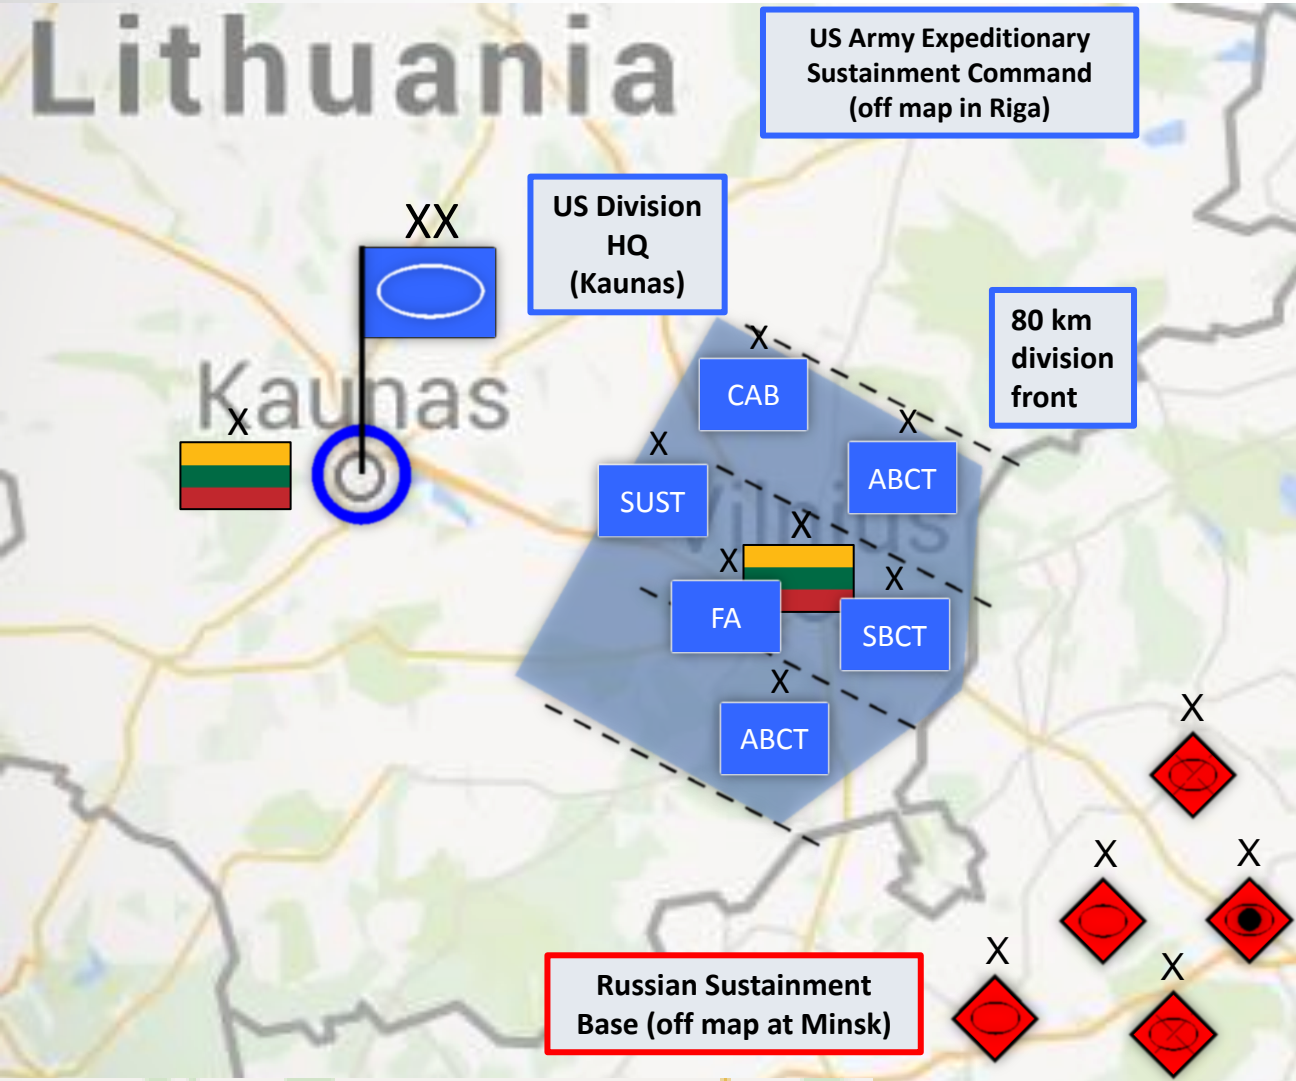 Lithuania
US Army Expeditionary
Sustainment Command
(off map in Riga)
XX
US Division
HQ
(Kaunas)
80 km
division
front
Kaunas
X
X
CAB
X
ABCT
X
SUST
Vilnius
X
X
FA
X
SBCT
X
ABCT
X
X
X
X
X
Russian Sustainment
Base (off map at Minsk)